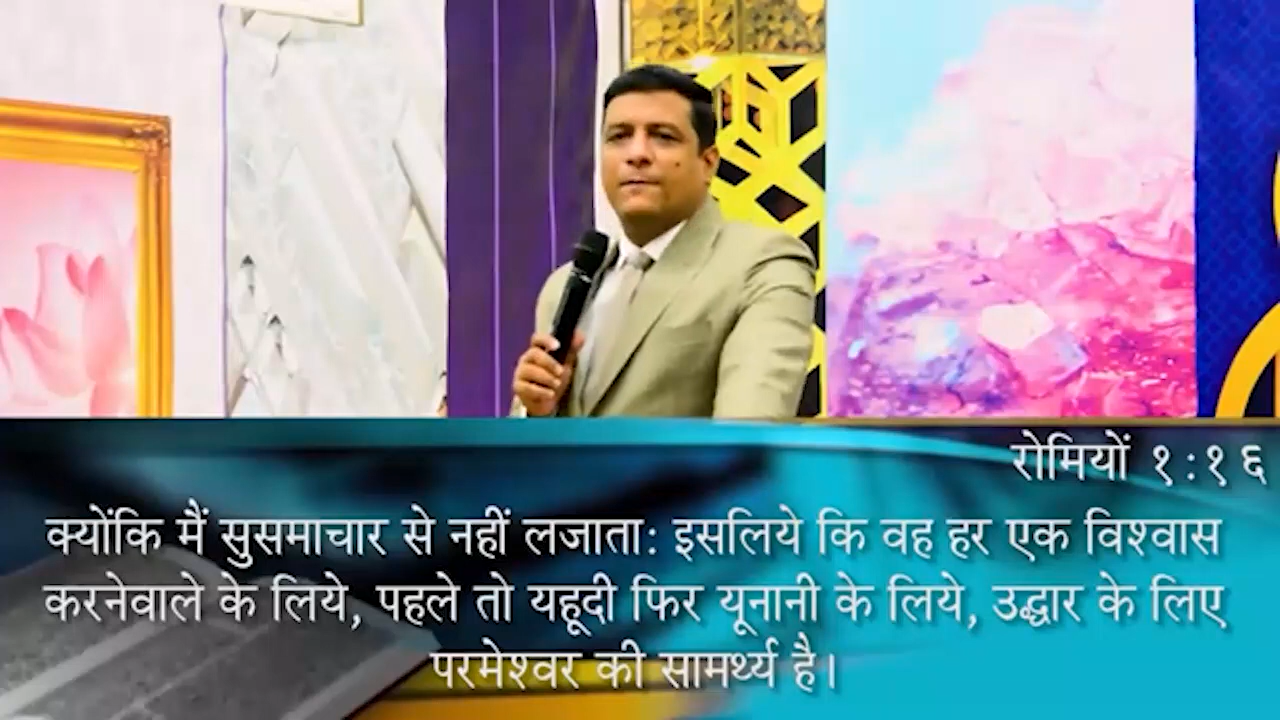 रोमियों १:१६
क्योंकि मैं सुसमाचार से नहीं लजाता: इसलिये कि वह हर एक विश्वास
करनेवाले के लिये, पहले तो यहूदी फिर यूनानी के लिये, उद्धार के लिए
परमेश्वर की सामर्थ्य है।